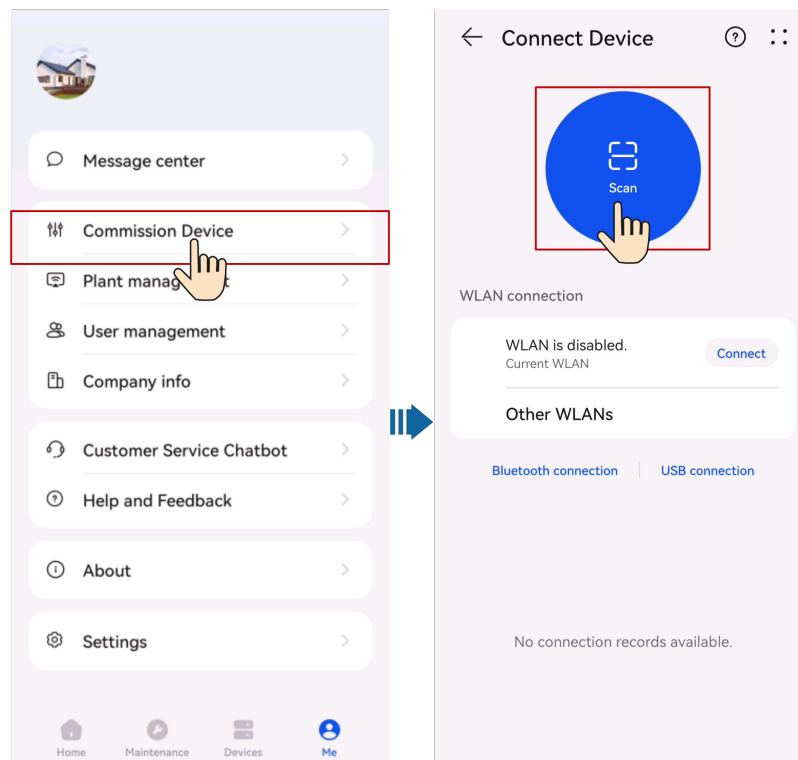 Message center
Commission Device
Plant manag t
User management
Company info
Customer Service Chatbot
Help and Feedback
About
Settings
Home Maintenance Devices Me
Connect Device
Scan
WLAN connection
WLAN is disabled.
Current WLAN
Connect
Other WLANs
Bluetooth connection USB connection
No connection records available.